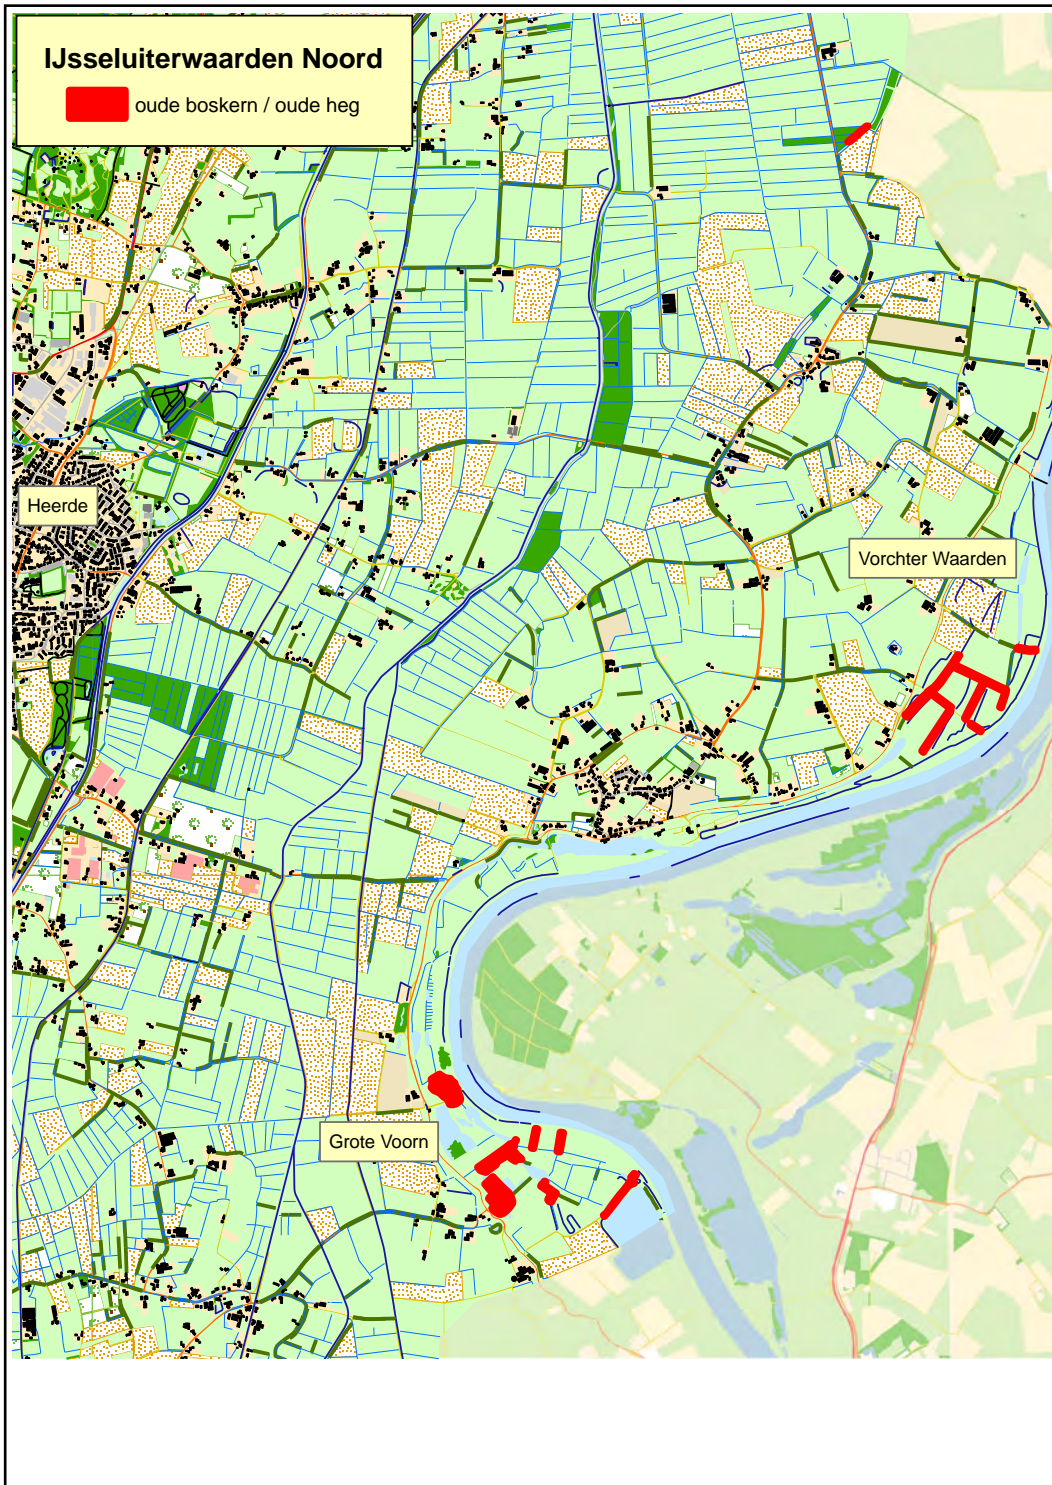 IJsseluiterwaarden Noord
oude boskern / oude heg
Heerde
Vorchter Waarden
Grote Voorn